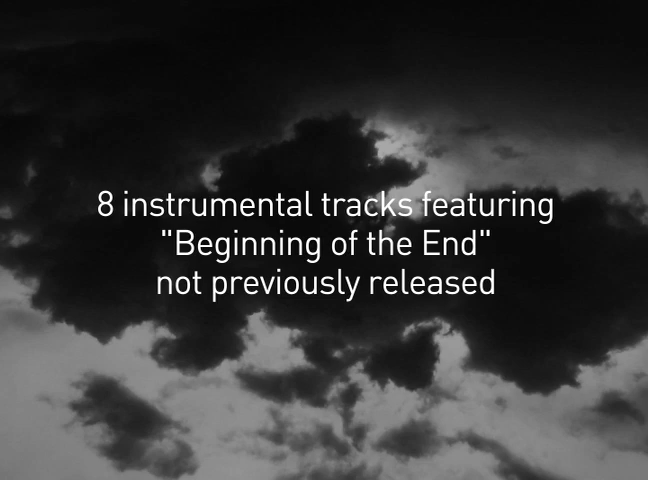 8 instrumental tracks featuring
"Beginning of the End"
not previously released